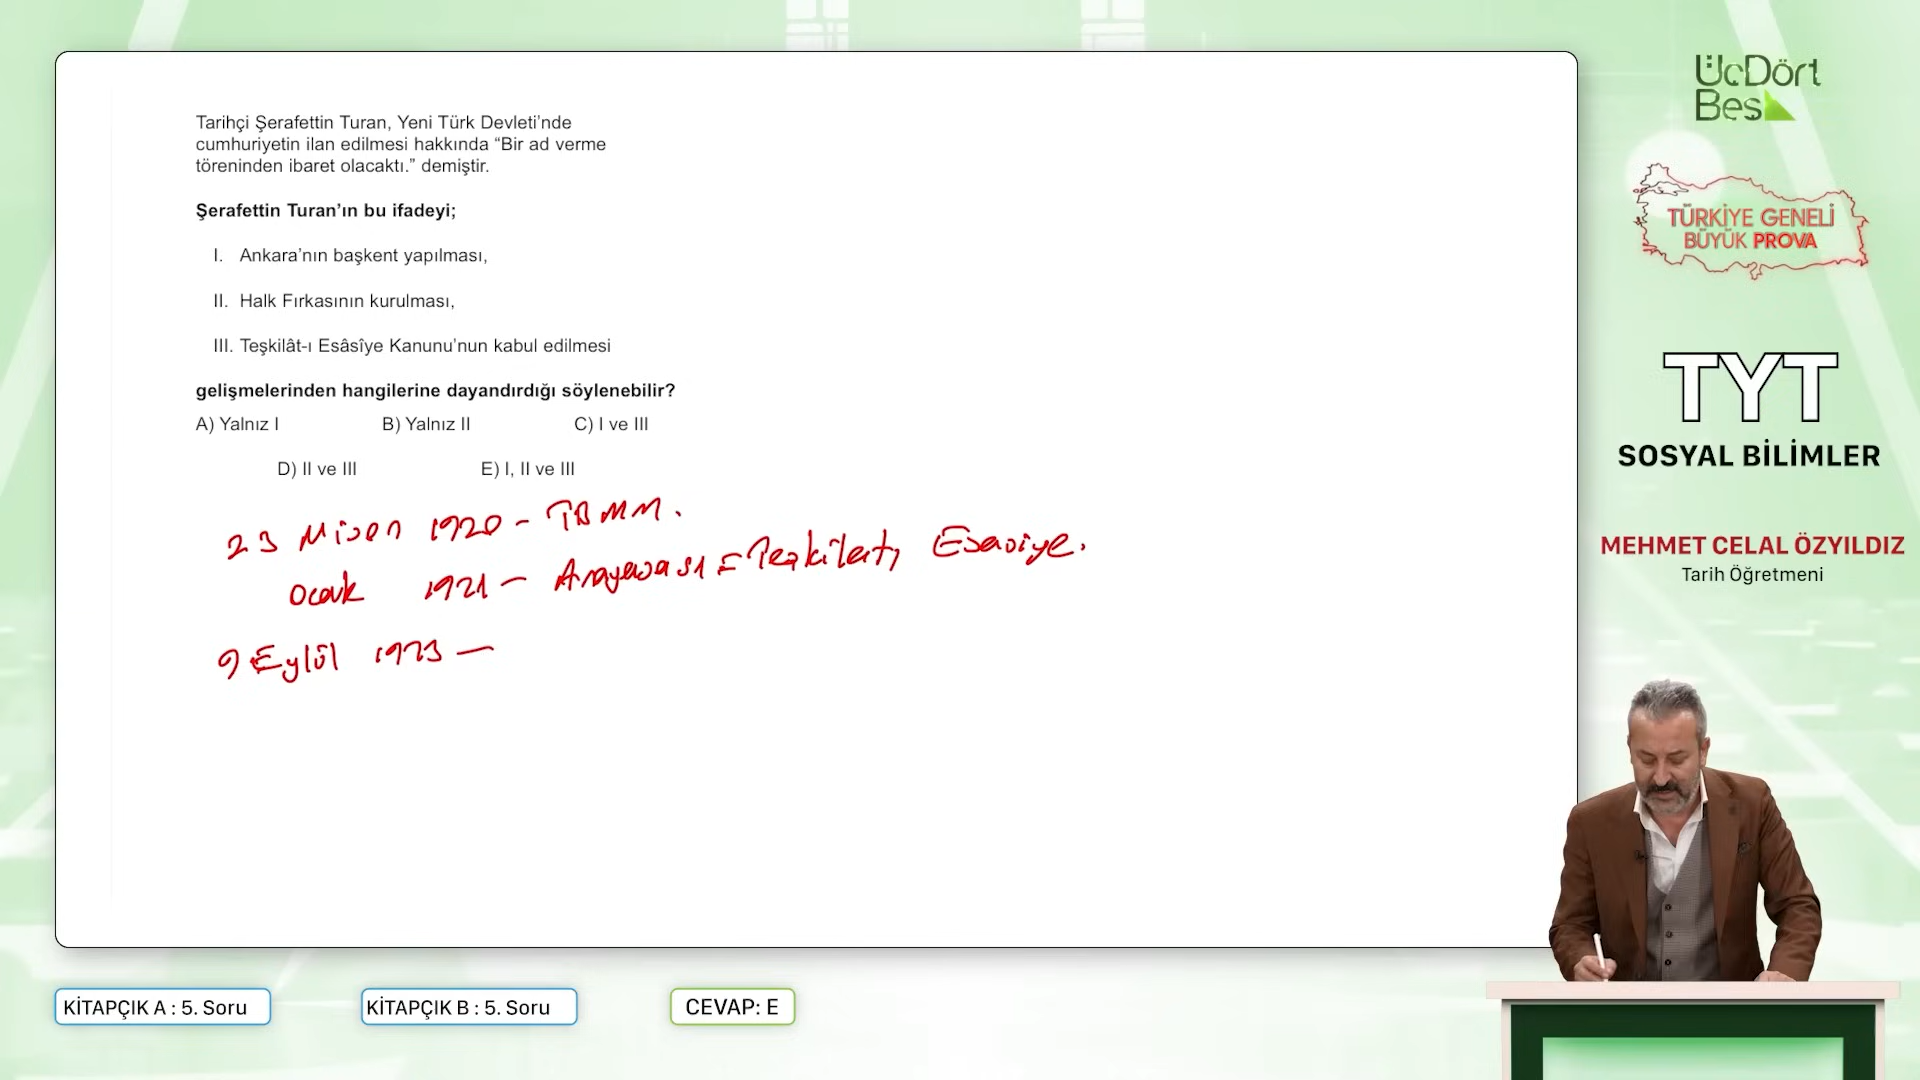 Tarihçi Şerafettin Turan, Yeni Türk Devleti’nde
cumhuriyetin ilan edilmesi hakkında “Bir ad verme
töreninden ibaret olacaktı.” demiştir.
Şerafettin Turan’ın bu ifadeyi;
I. Ankara’nın başkent yapılması,
II. Halk Fırkasının kurulması,
III. Teşkilât-ı Esâsîye Kanunu’nun kabul edilmesi
gelişmelerinden hangilerine dayandırdığı söylenebilir?
A) Yalnız I B) Yalnız II C) I ve III
D) II ve III E) I, II ve III
23 Nisan 1920 - TBMM.
Ocak 1921 - Anayasası = Teşkilatı Esasiye.
9 Eylül 1923 -
ÜçDört
Beş
TÜRKİYE GENELİ
BÜYÜK PROVA
TYT
SOSYAL BİLİMLER
MEHMET CELAL ÖZYILDIZ
Tarih Öğretmeni
KİTAPÇIK A : 5. Soru
KİTAPÇIK B : 5. Soru
CEVAP: E